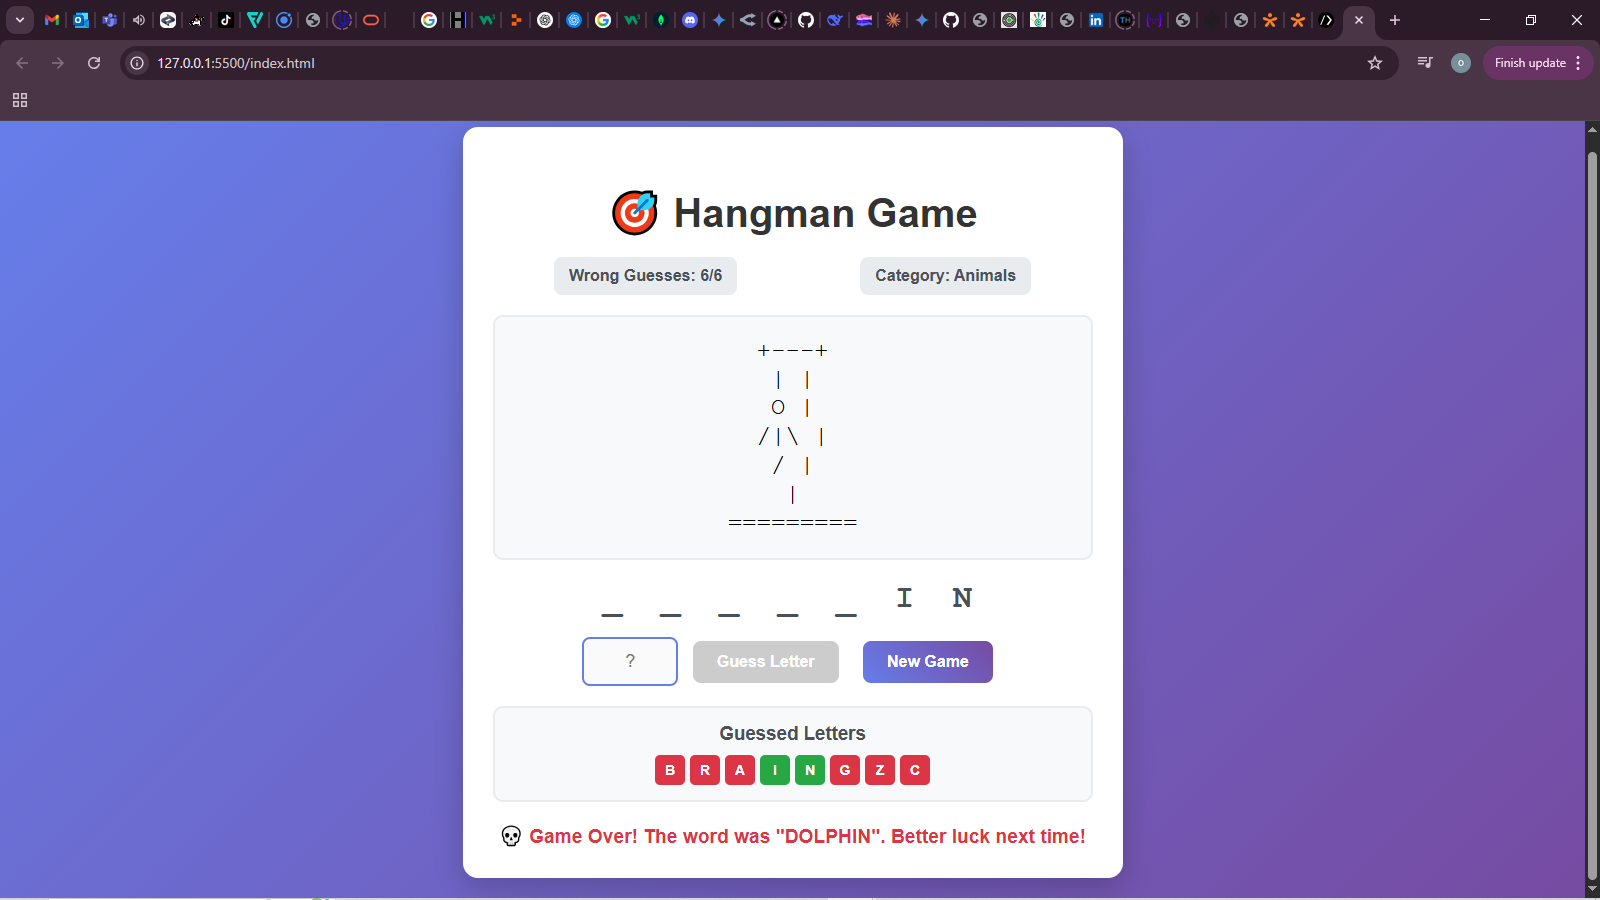 127.0.0.1:5500/index.html
Finish update
🎯 Hangman Game
Wrong Guesses: 6/6
Category: Animals
+---+
| |
O |
/|\ |
/ |
|
=========
_ _ _ _ _ I N
?
Guess Letter
New Game
Guessed Letters
B R A I N G Z C
💀 Game Over! The word was "DOLPHIN". Better luck next time!